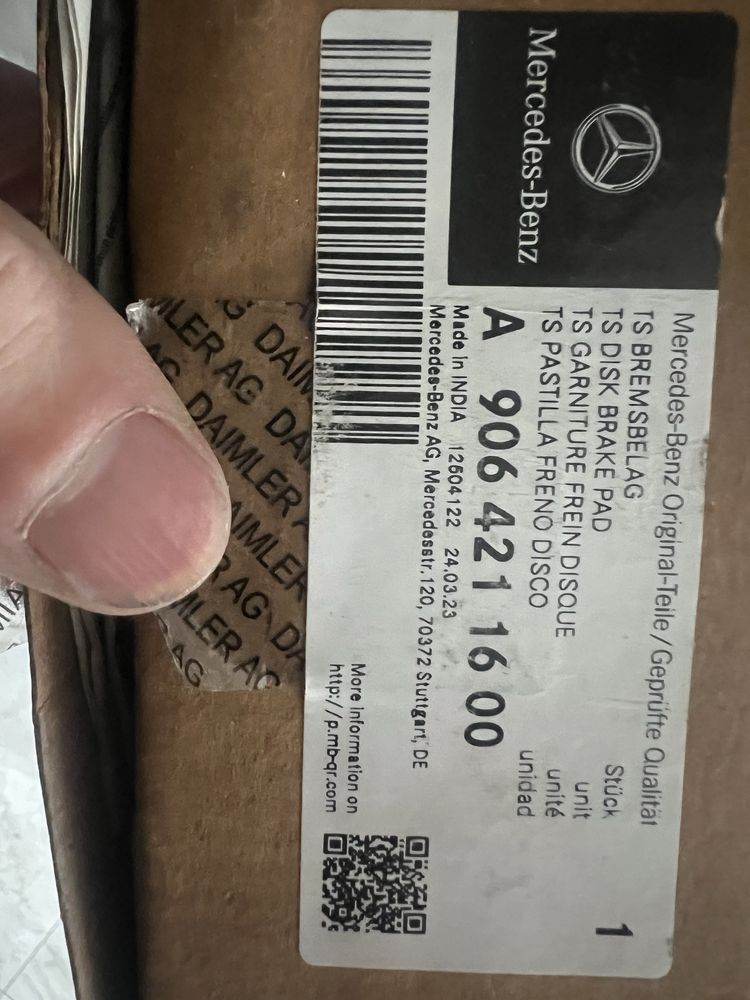 Mercedes-Benz
Mercedes-Benz Original-Teile/Geprüfte Qualität
TS BREMSBELAG
TS DISK BRAKE PAD
TS GARNITURE FREIN DISQUE
TS PASTILLA FRENO DISCO
Stück
unit
unité
unidad
1
A 906 421 16 00
Made in INDIA 12604122 24.03.23
Mercedes-Benz AG, Mercedesstr.120, 70372 Stuttgart, DE
More information on
http://p.mb-qr.com
DAIMLER AG DAIMLER AG
AG DAIMLER AG
AG